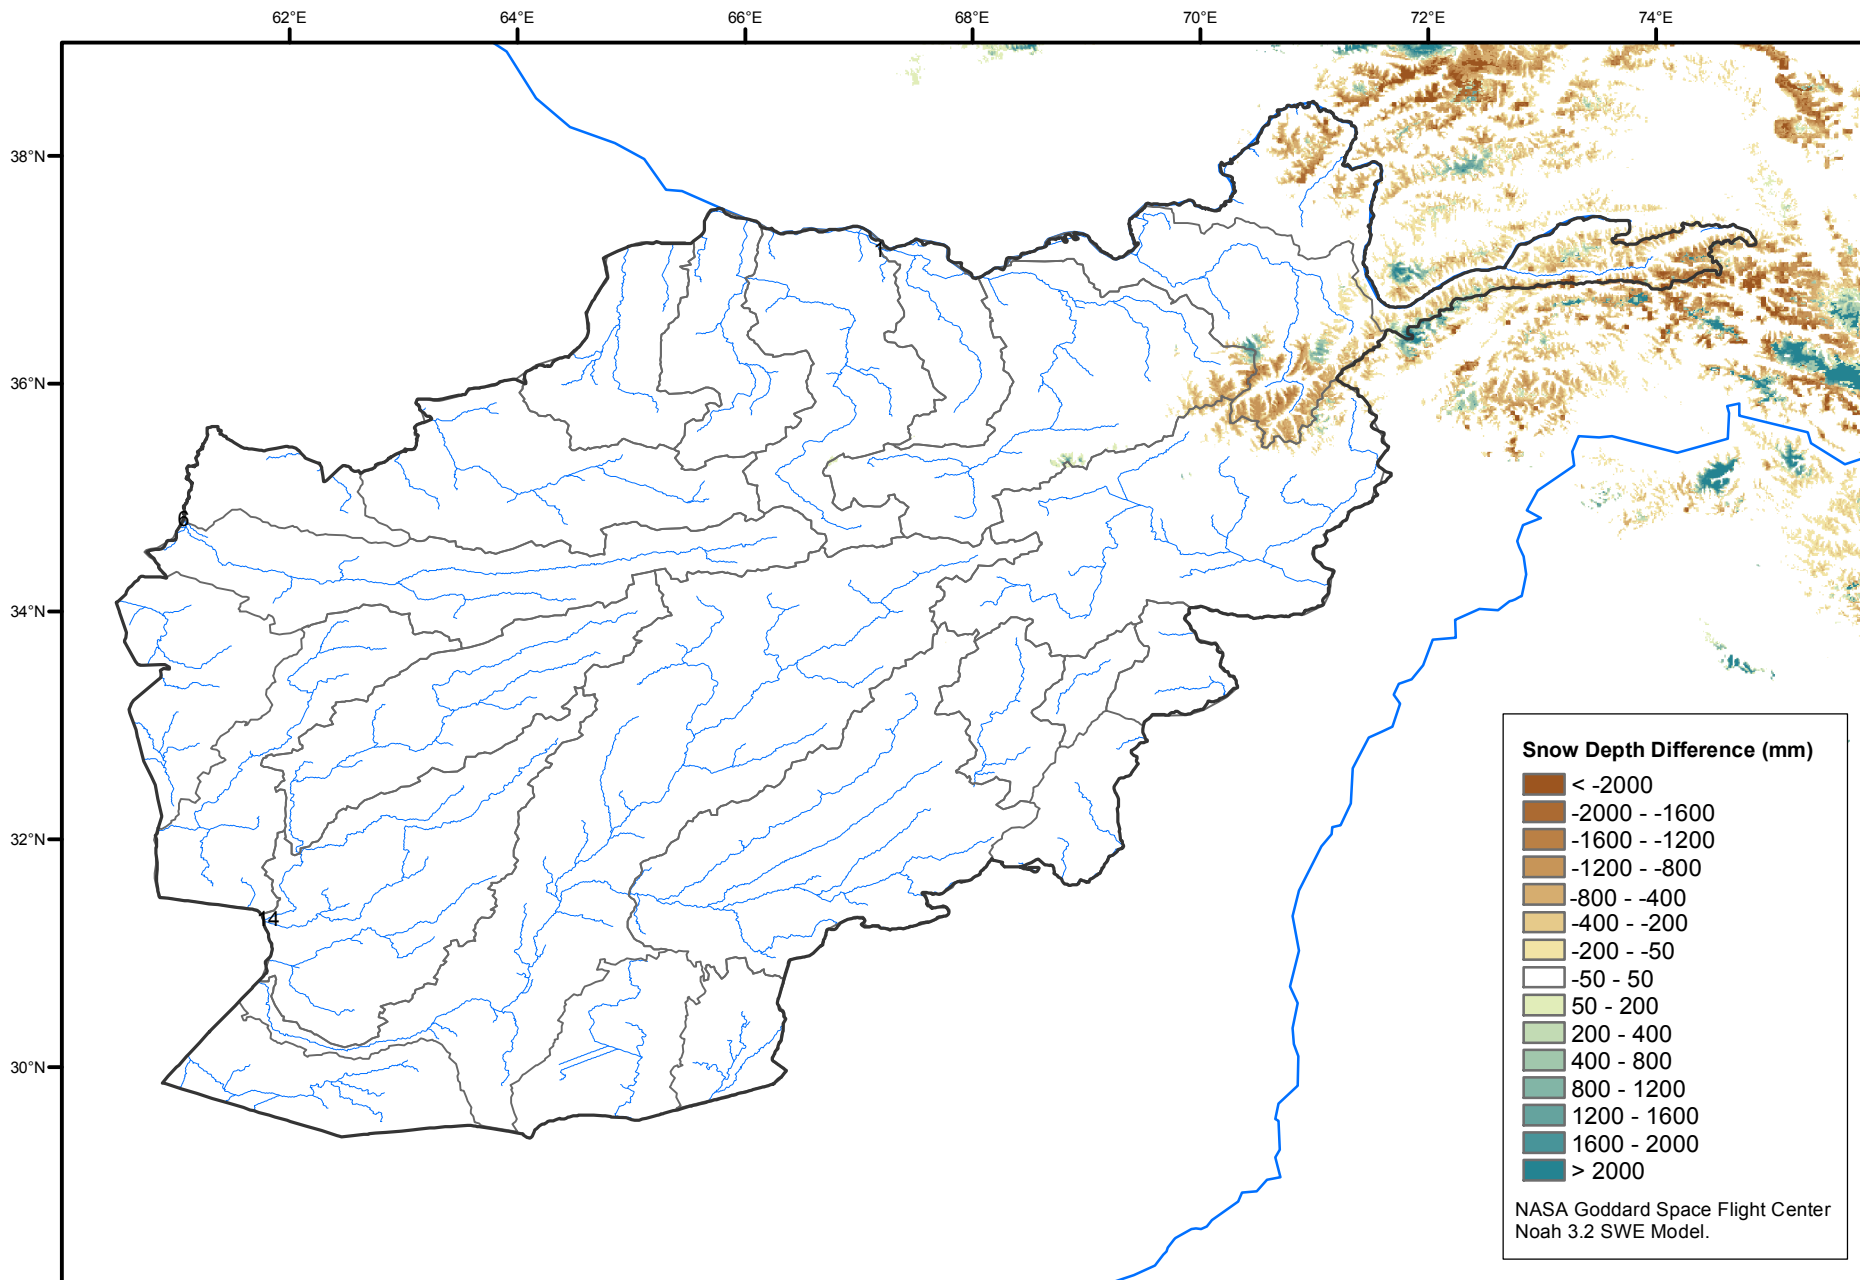 62°E 64°E 66°E 68°E 70°E 72°E 74°E
38°N
1
36°N
6
34°N
32°N
14
30°N
Snow Depth Difference (mm)
< -2000
-2000 - -1600
-1600 - -1200
-1200 - -800
-800 - -400
-400 - -200
-200 - -50
-50 - 50
50 - 200
200 - 400
400 - 800
800 - 1200
1200 - 1600
1600 - 2000
> 2000
NASA Goddard Space Flight Center
Noah 3.2 SWE Model.